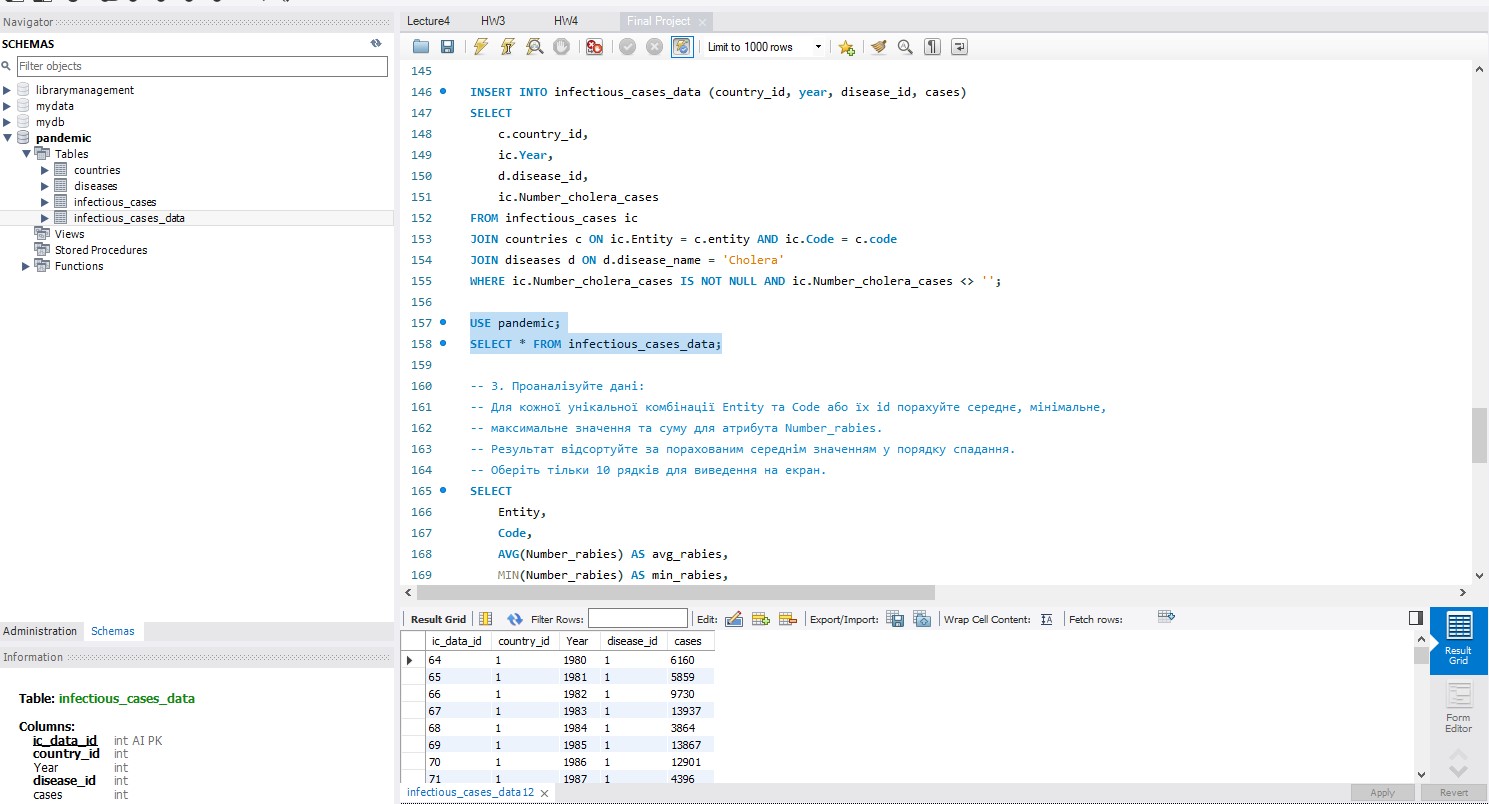 Lecture4 HW3 HW4 Final Project
Navigator
SCHEMAS
Filter objects
librarymanagement
mydata
mydb
pandemic
Tables
countries
diseases
infectious_cases
infectious_cases_data
Views
Stored Procedures
Functions
Administration Schemas
Information
Table: infectious_cases_data
Columns:
ic_data_id int AI PK
country_id int
Year int
disease_id int
cases int
Limit to 1000 rows
145
146 INSERT INTO infectious_cases_data (country_id, year, disease_id, cases)
147 SELECT
148 c.country_id,
149 ic.Year,
150 d.disease_id,
151 ic.Number_cholera_cases
152 FROM infectious_cases ic
153 JOIN countries c ON ic.Entity = c.entity AND ic.Code = c.code
154 JOIN diseases d ON d.disease_name = 'Cholera'
155 WHERE ic.Number_cholera_cases IS NOT NULL AND ic.Number_cholera_cases <> '';
156
157 USE pandemic;
158 SELECT * FROM infectious_cases_data;
159
160 -- 3. Проаналізуйте дані:
161 -- Для кожної унікальної комбінації Entity та Code або їх id порахуйте середнє, мінімальне,
162 -- максимальне значення та суму для атрибута Number_rabies.
163 -- Результат відсортуйте за порахованим середнім значенням у порядку спадання.
164 -- Оберіть тільки 10 рядків для виведення на екран.
165 SELECT
166 Entity,
167 Code,
168 AVG(Number_rabies) AS avg_rabies,
169 MIN(Number_rabies) AS min_rabies,
Result Grid Filter Rows: Edit: Export/Import: Wrap Cell Content: Fetch rows:
ic_data_id country_id Year disease_id cases
64 1 1980 1 6160
65 1 1981 1 5859
66 1 1982 1 9730
67 1 1983 1 13937
68 1 1984 1 3864
69 1 1985 1 13867
70 1 1986 1 12901
71 1 1987 1 4396
Result
Grid
Form
Editor
infectious_cases_data12
Apply Revert